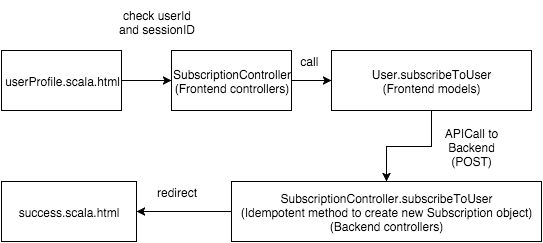 check userId
and sessionID
userProfile.scala.html
SubscriptionController
(Frontend controllers)
call
User.subscribeToUser
(Frontend models)
APICall to
Backend
(POST)
SubscriptionController.subscribeToUser
(Idempotent method to create new Subscription object)
(Backend controllers)
redirect
success.scala.html